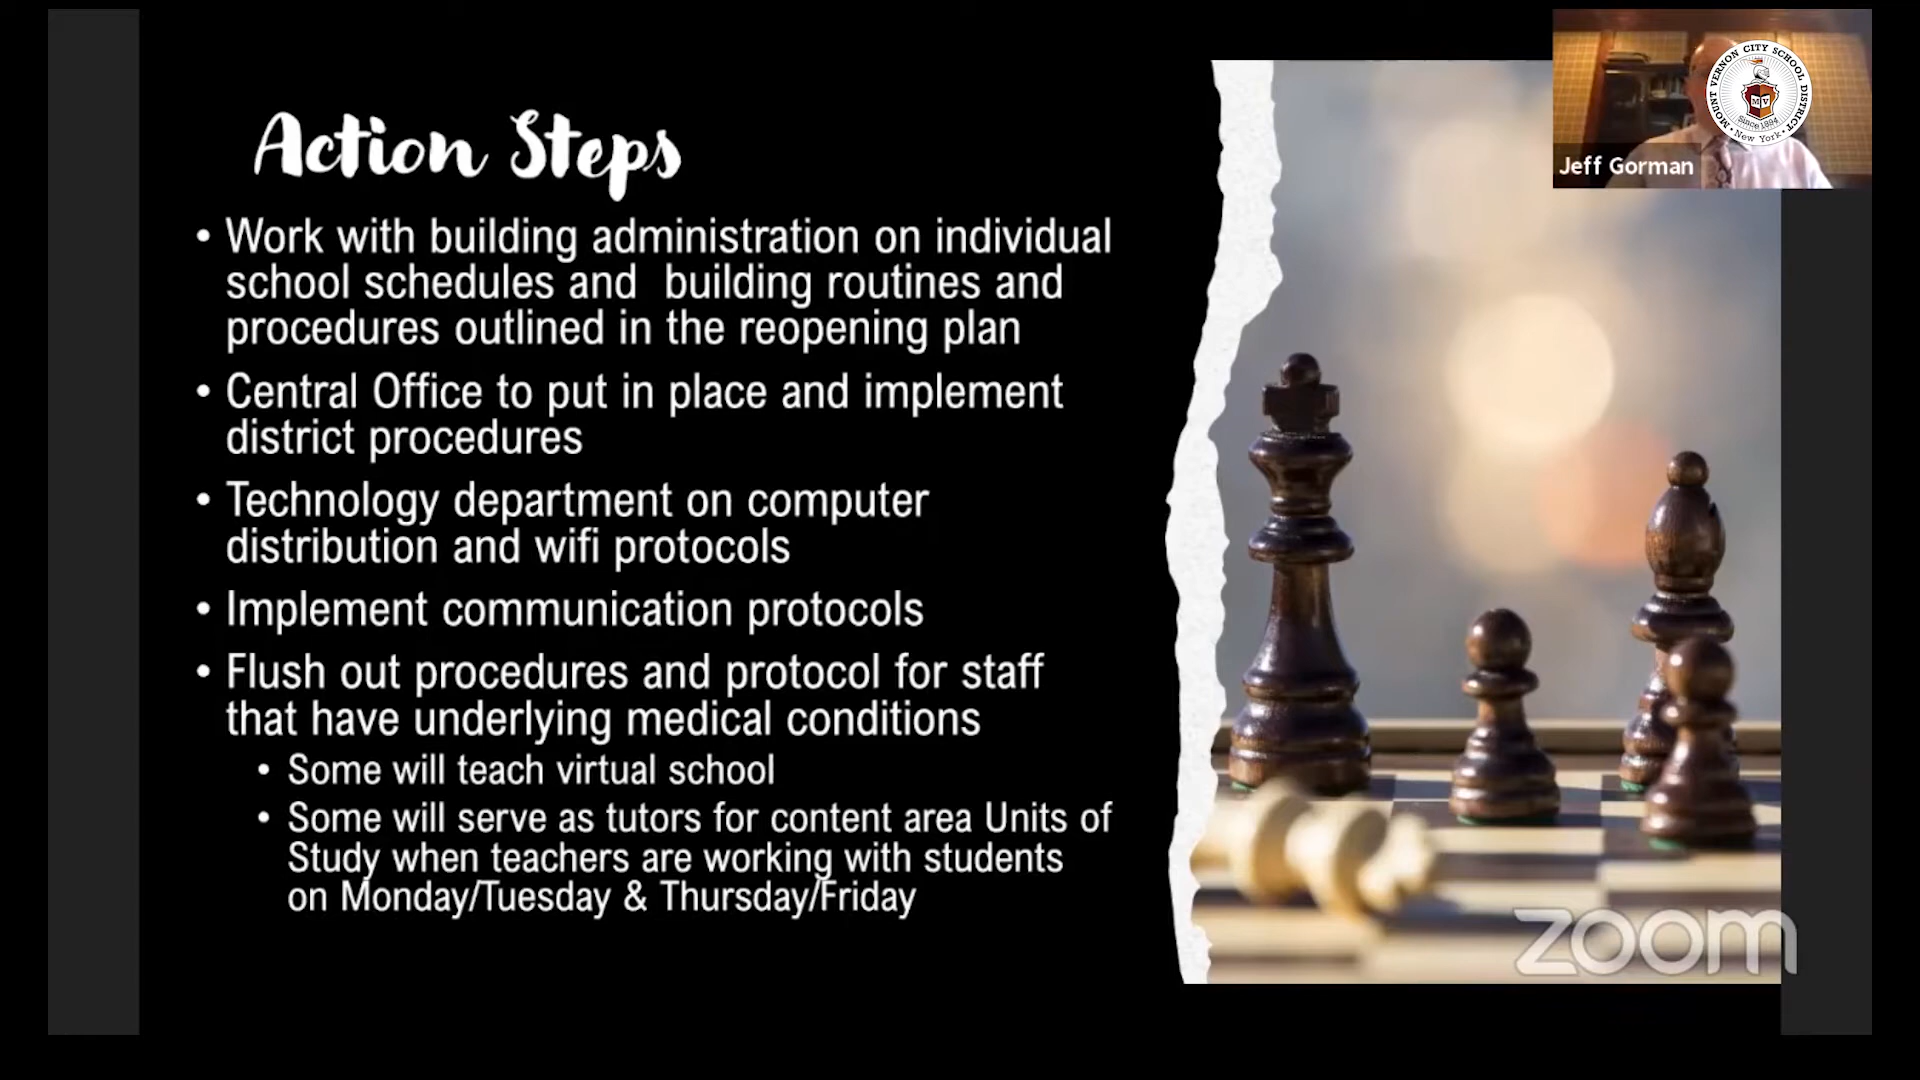 Action Steps
• Work with building administration on individual
school schedules and  building routines and
procedures outlined in the reopening plan
• Central Office to put in place and implement
district procedures
• Technology department on computer
distribution and wifi protocols
• Implement communication protocols
• Flush out procedures and protocol for staff
that have underlying medical conditions
• Some will teach virtual school
• Some will serve as tutors for content area Units of
Study when teachers are working with students
on Monday/Tuesday & Thursday/Friday
MOUNT VERNON CITY SCHOOL DISTRICT
MV
Since 1894
• New York •
Jeff Gorman
zoom